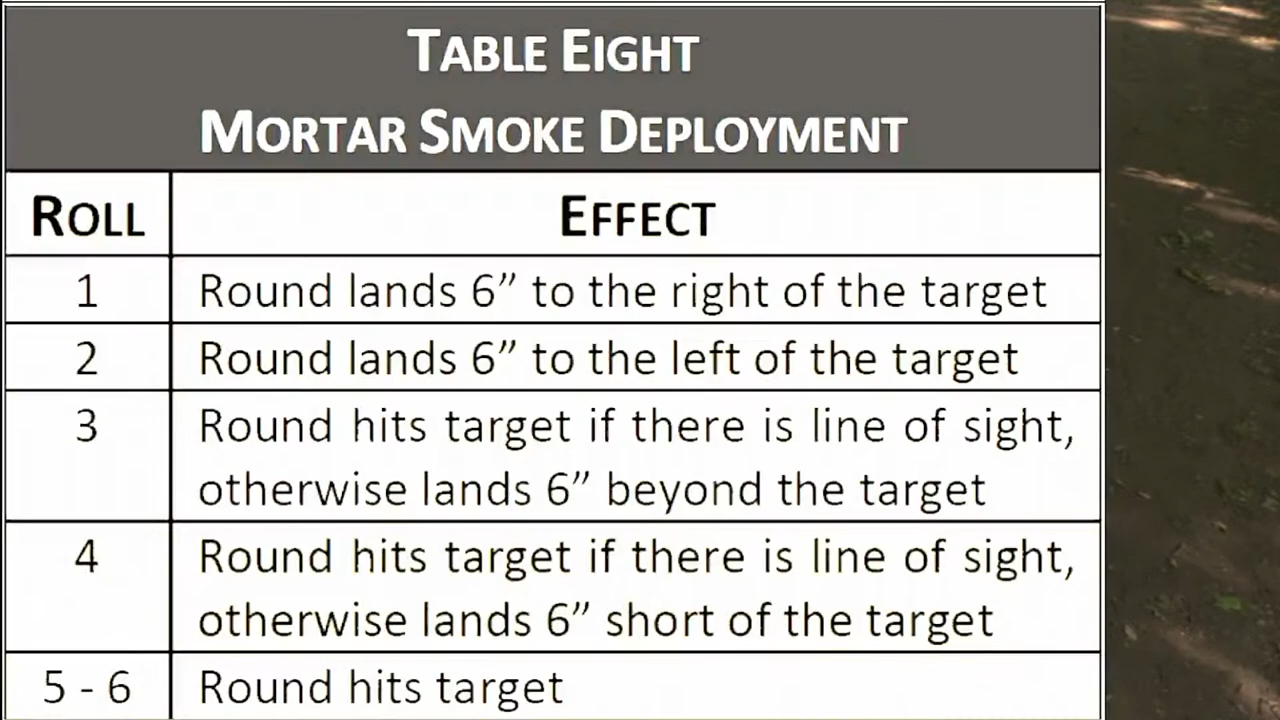 TABLE EIGHT
MORTAR SMOKE DEPLOYMENT
ROLL EFFECT
1 Round lands 6” to the right of the target
2 Round lands 6” to the left of the target
3 Round hits target if there is line of sight,
otherwise lands 6” beyond the target
4 Round hits target if there is line of sight,
otherwise lands 6” short of the target
5 - 6 Round hits target